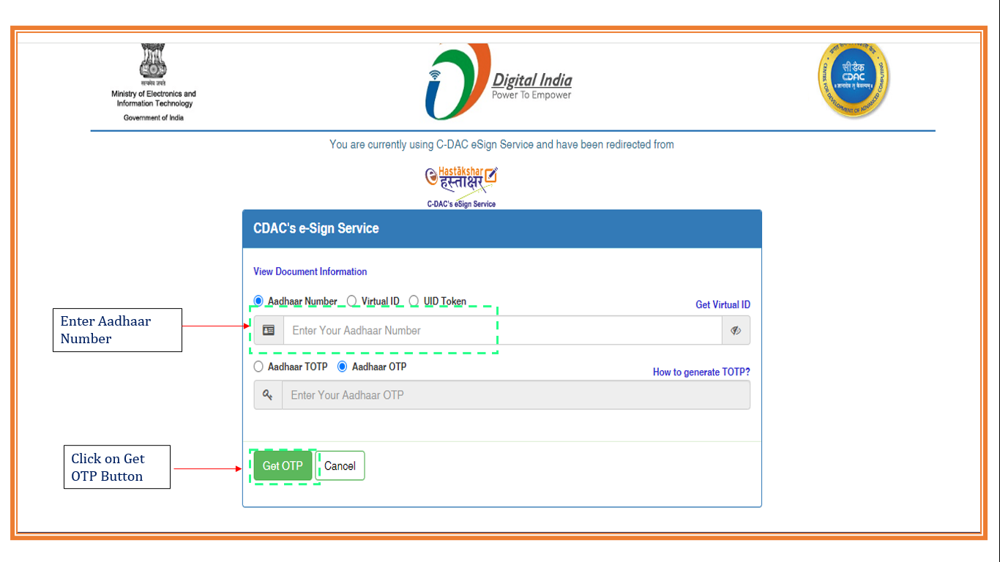 सत्यमेव जयते
Ministry of Electronics and
Information Technology
Government of India
Digital India
Power To Empower
सीडैक
CDAC
CENTRE FOR DEVELOPMENT OF ADVANCED COMPUTING
You are currently using C-DAC eSign Service and have been redirected from
e Hastākshar
हस्ताक्षर
C-DAC's eSign Service
CDAC's e-Sign Service
View Document Information
Aadhaar Number Virtual ID UID Token
Get Virtual ID
Enter Aadhaar
Number
Enter Your Aadhaar Number
Aadhaar TOTP Aadhaar OTP
How to generate TOTP?
Enter Your Aadhaar OTP
Click on Get
OTP Button
Get OTP Cancel